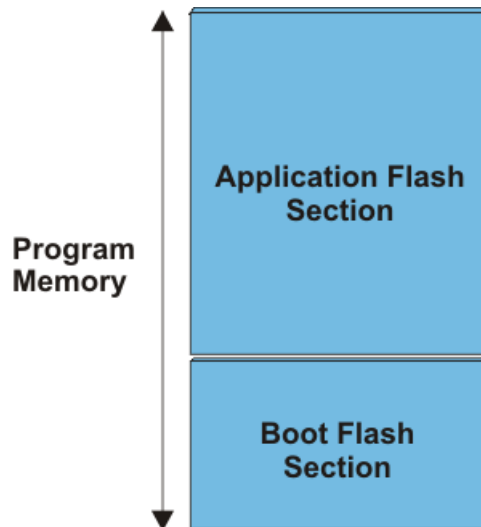 Application Flash
Section
Program
Memory
Boot Flash
Section